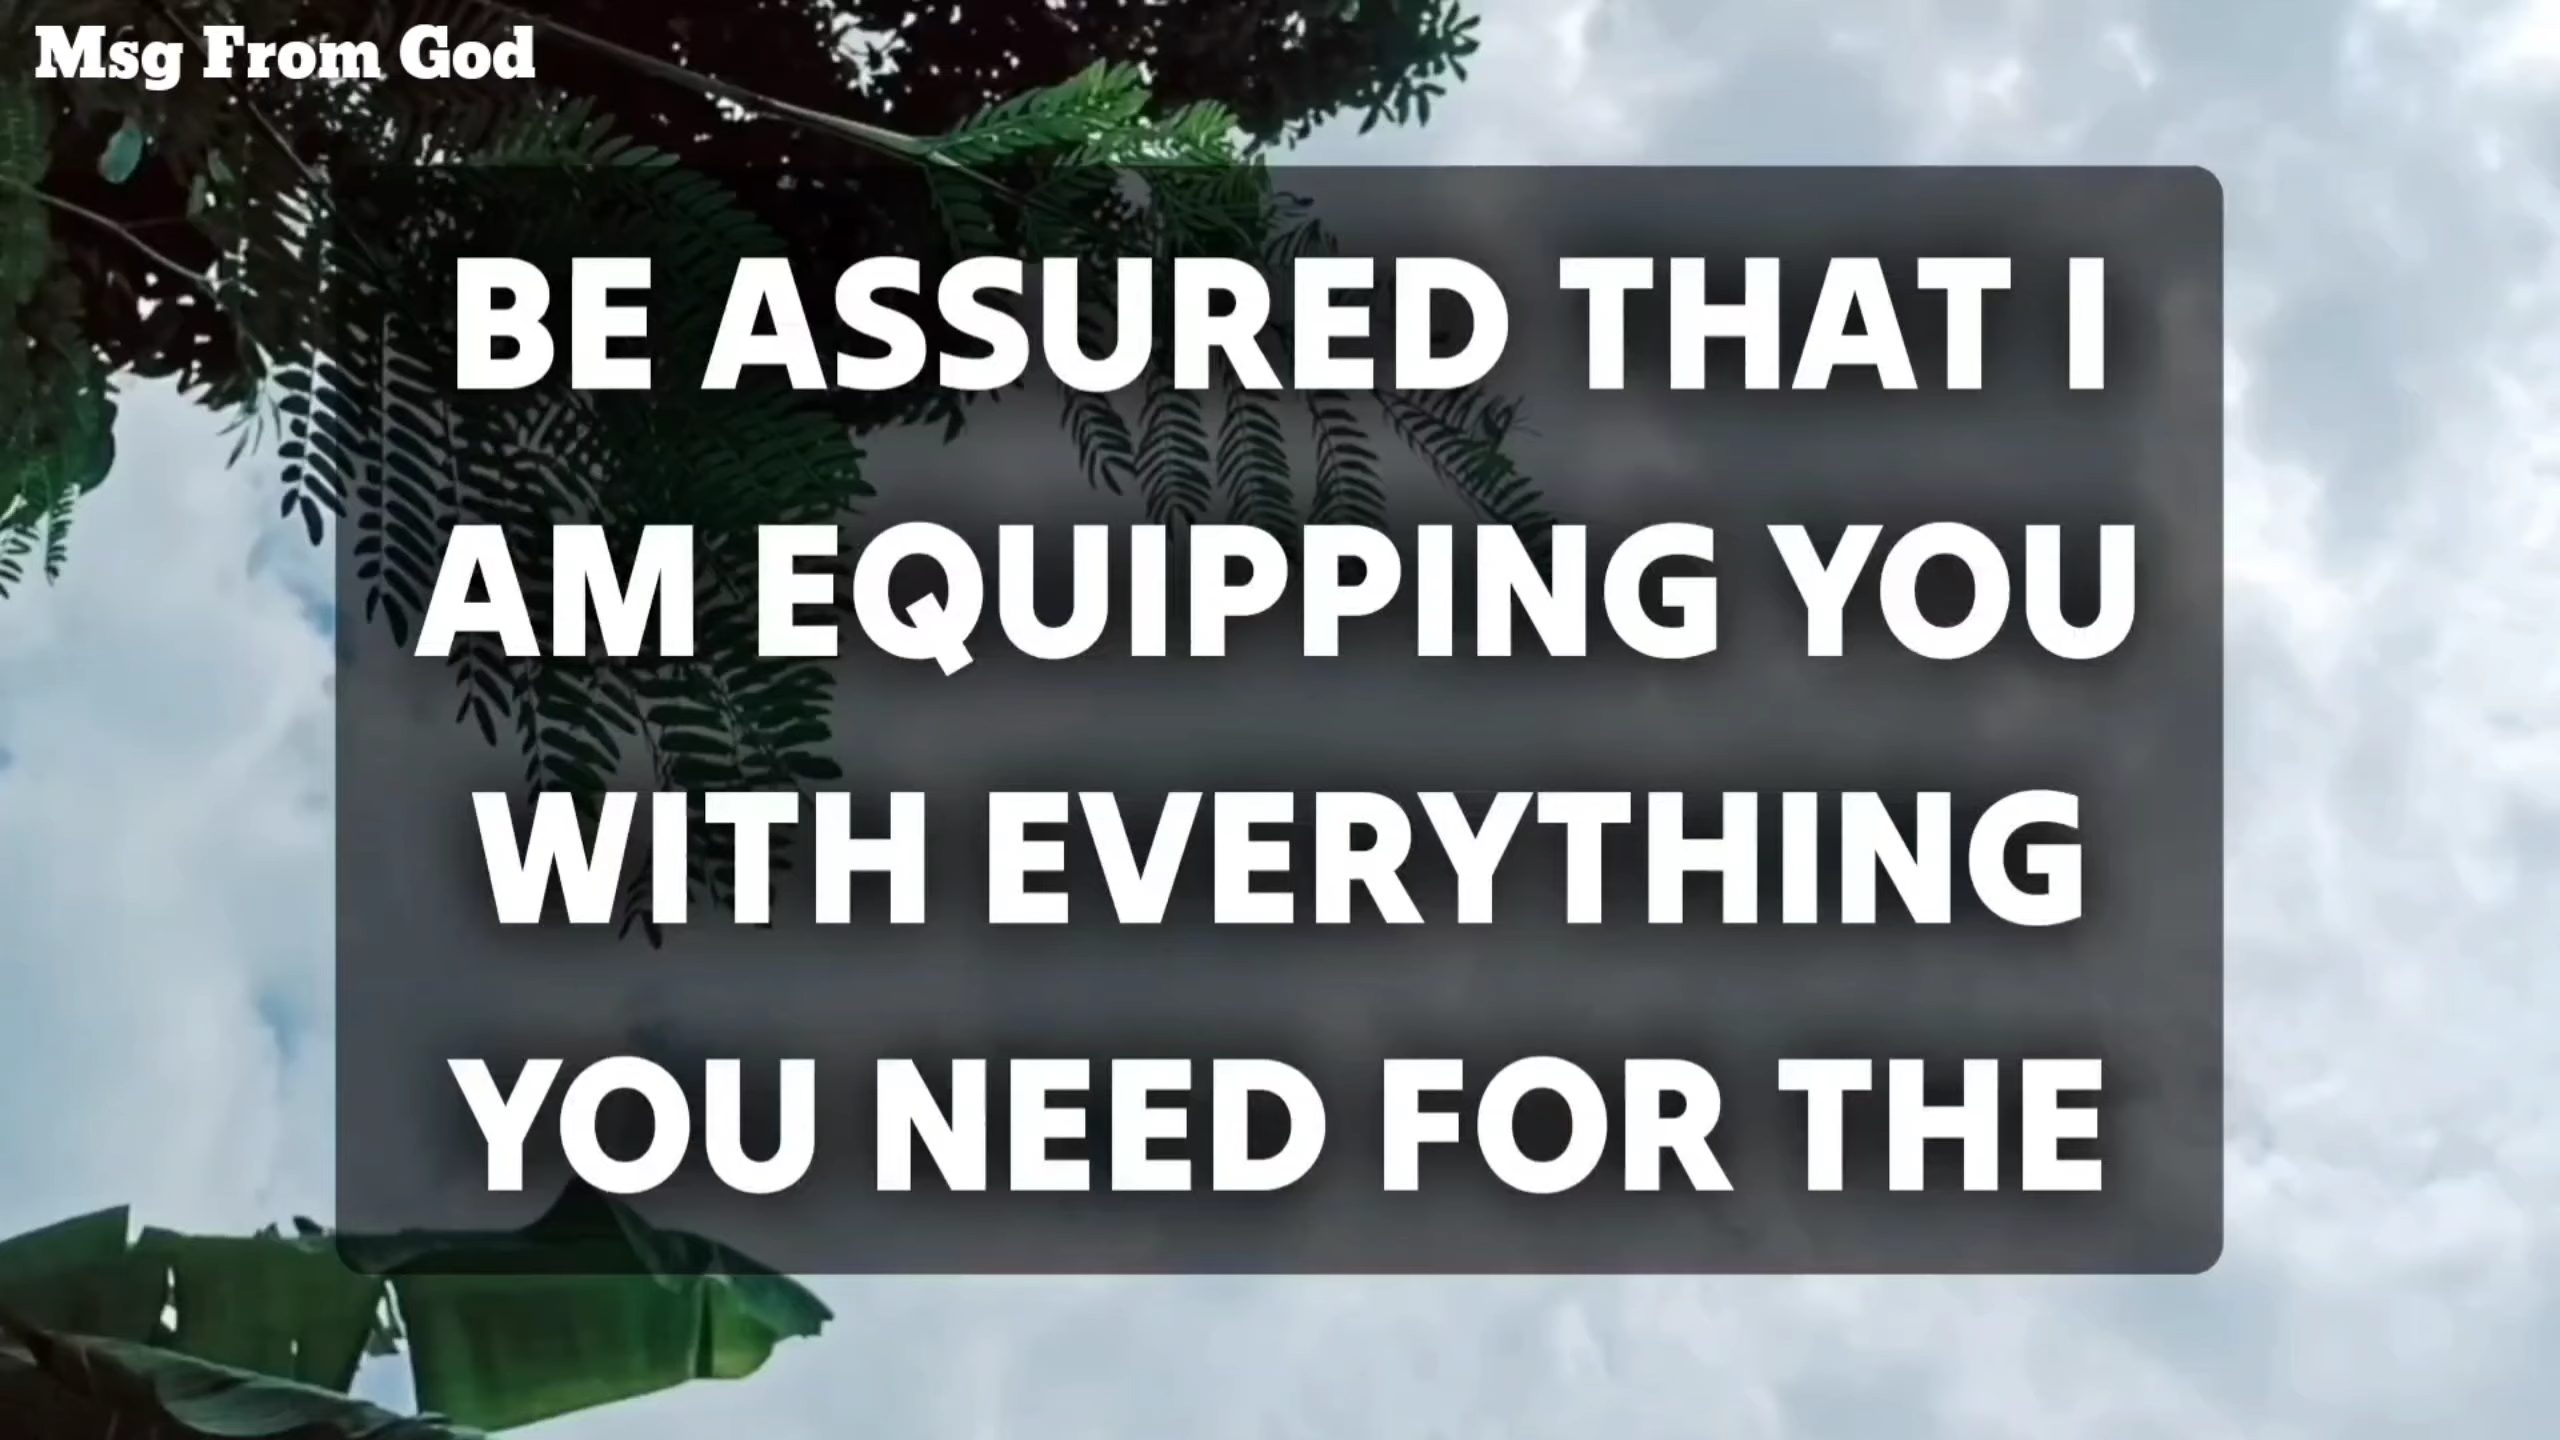 Msg From God
BE ASSURED THAT I
AM EQUIPPING YOU
WITH EVERYTHING
YOU NEED FOR THE